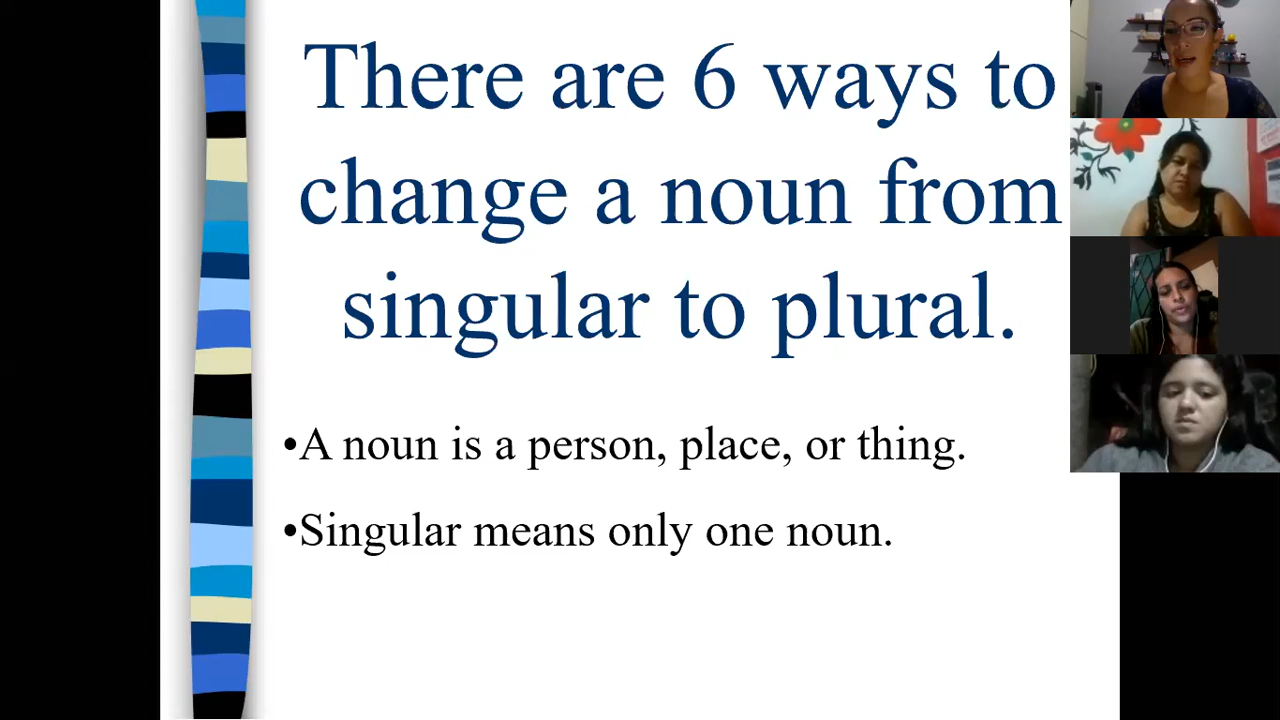 There are 6 ways to
change a noun from
singular to plural.
•A noun is a person, place, or thing.
•Singular means only one noun.